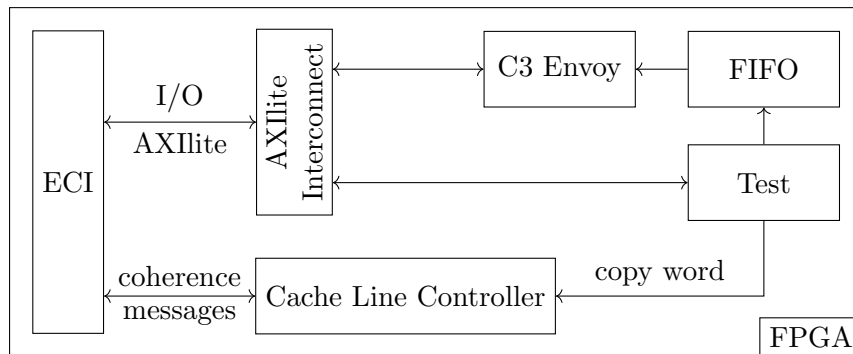 ECI
I/O
AXIlite
AXIlite
Interconnect
C3 Envoy
FIFO
Test
coherence
messages
Cache Line Controller
copy word
FPGA